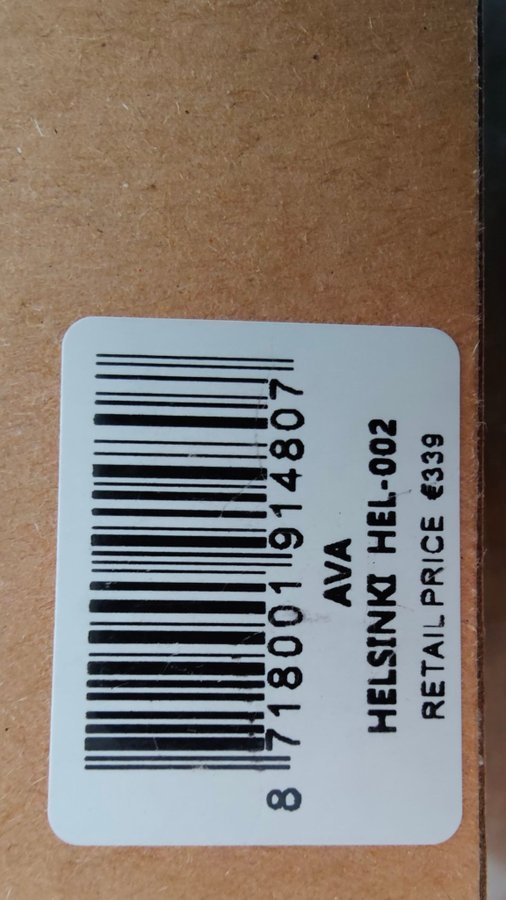 8 718001 914807
AVA
HELSINKI HEL-002
RETAIL PRICE €339